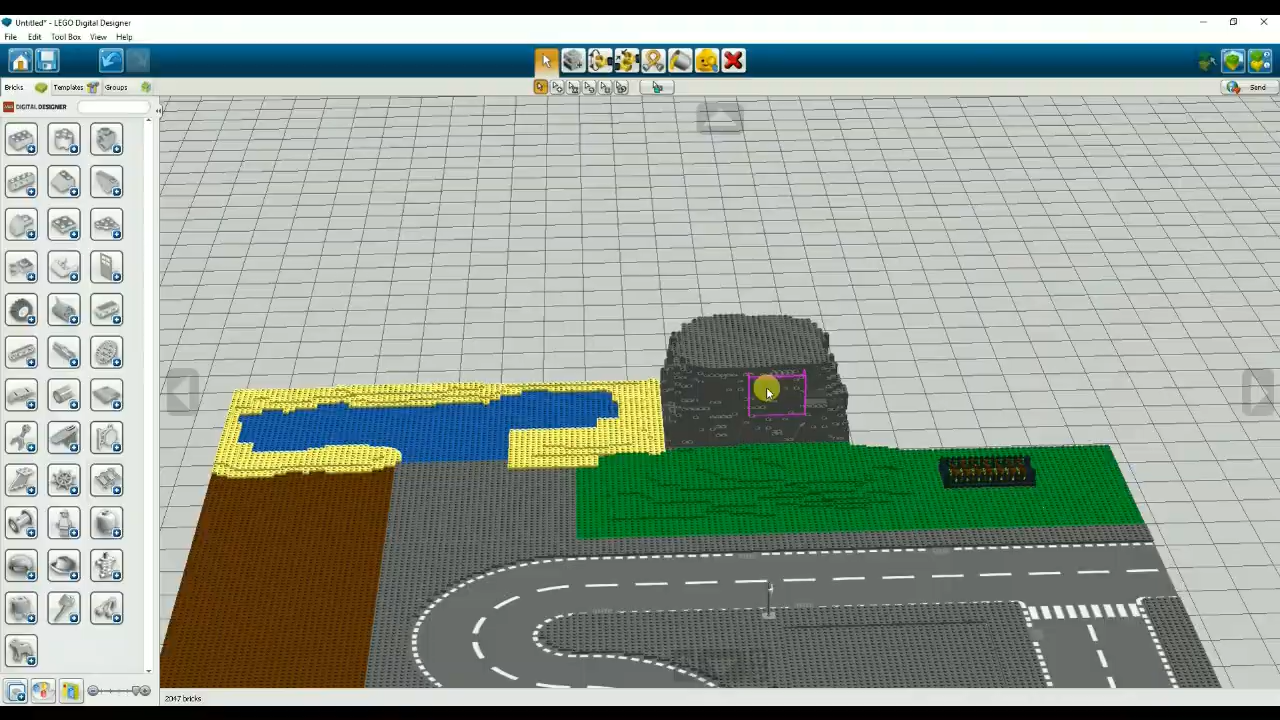 Untitled* - LEGO Digital Designer
File Edit Tool Box View Help
Bricks Templates Groups
DIGITAL DESIGNER
Send
2047 bricks